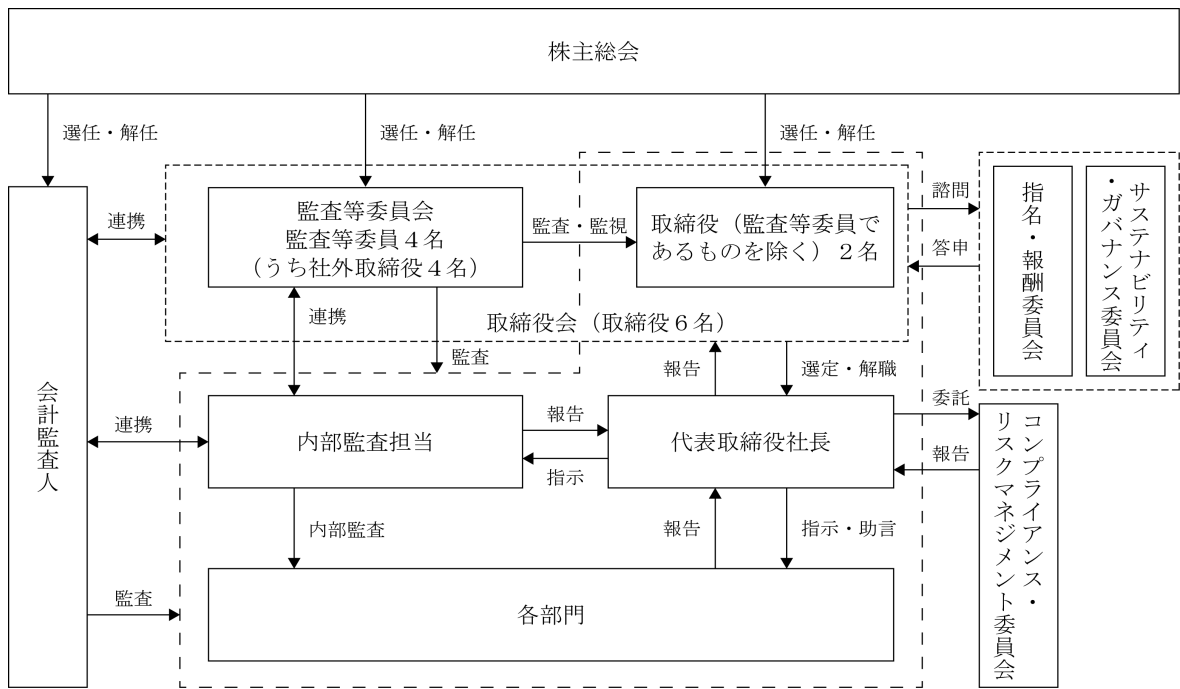 株主総会
選任・解任
選任・解任
選任・解任
監査等委員会
監査等委員４名
（うち社外取締役４名）
連携
監査・監視
取締役（監査等委員で
あるものを除く）２名
諮問
答申
指名・報酬委員会
サステナビリティ
・ガバナンス委員会
連携
取締役会（取締役６名）
監査
報告
選定・解職
会計監査人
連携
内部監査担当
報告
指示
代表取締役社長
委託
報告
コンプライアンス・
リスクマネジメント委員会
内部監査
報告
指示・助言
監査
各部門